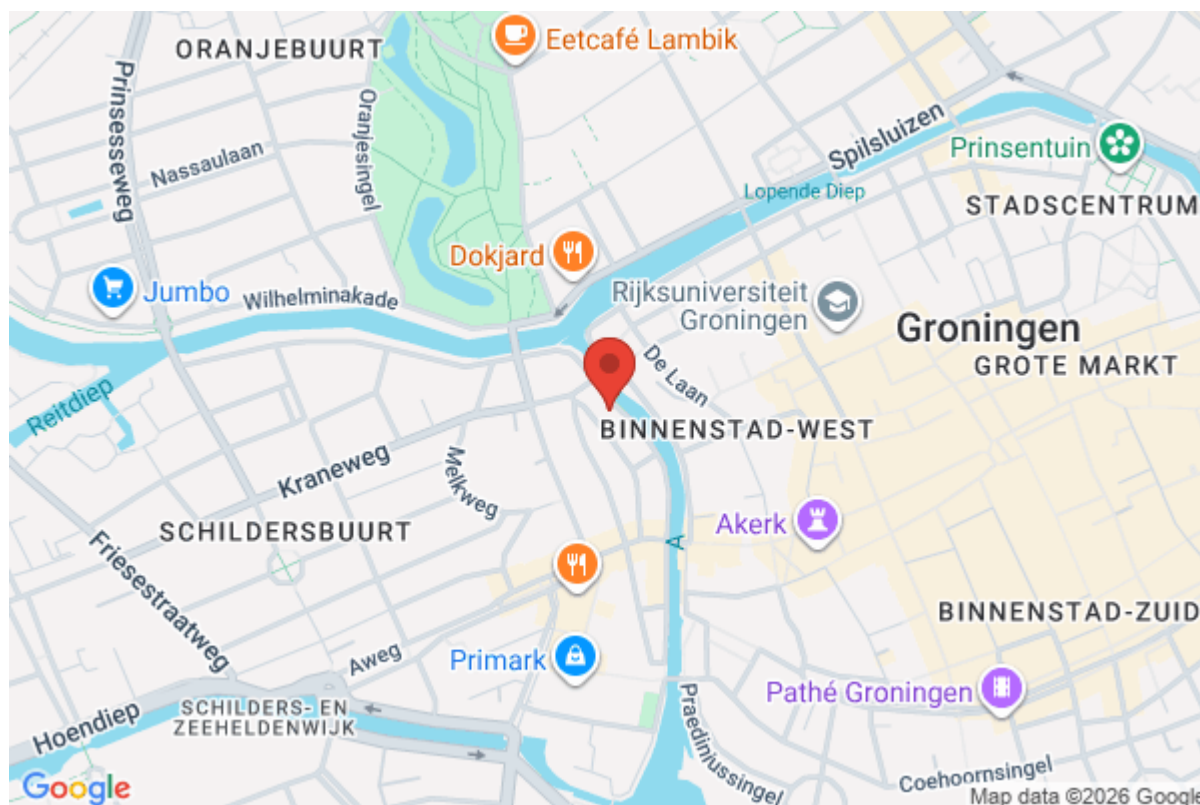 ORANJEBUURT
Eetcafé Lambik
Prinsesseweg
Oranjesingel
Nassaulaan
Spilsluizen
Prinsentuin
Lopende Diep
STADSCENTRUM
Dokjard
Jumbo
Wilhelminakade
Rijksuniversiteit
Groningen
Groningen
GROTE MARKT
De Laan
Reitdiep
BINNENSTAD-WEST
Kraneweg
Melkweg
SCHILDERSBUURT
Akerk
A
Friesestraatweg
BINNENSTAD-ZUID
Aweg
Primark
Pathé Groningen
Praediniussingel
SCHILDERS- EN
ZEEHELDENWIJK
Hoendiep
Coehoornsingel
Google
Map data ©2026 Google